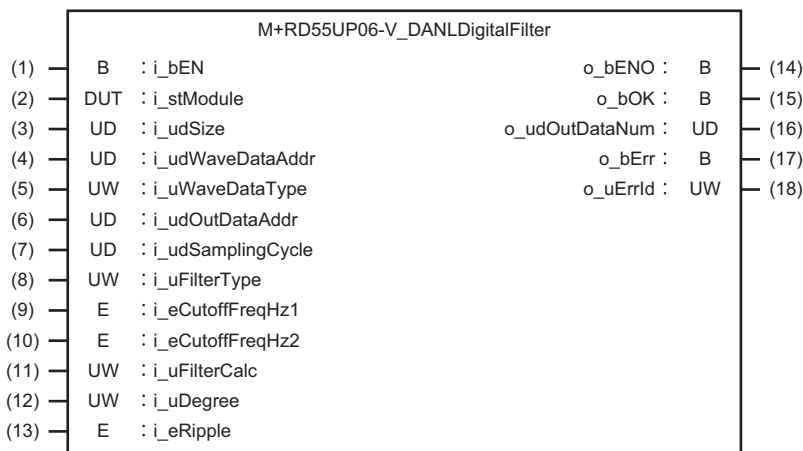 M+RD55UP06-V_DANLDigitalFilter
(1) B : i_bEN o_bENO : B (14)
(2) DUT : i_stModule o_bOK : B (15)
(3) UD : i_udSize o_udOutDataNum : UD (16)
(4) UD : i_udWaveDataAddr o_bErr : B (17)
(5) UW : i_uWaveDataType o_uErrId : UW (18)
(6) UD : i_udOutDataAddr
(7) UD : i_udSamplingCycle
(8) UW : i_uFilterType
(9) E : i_eCutoffFreqHz1
(10) E : i_eCutoffFreqHz2
(11) UW : i_uFilterCalc
(12) UW : i_uDegree
(13) E : i_eRipple